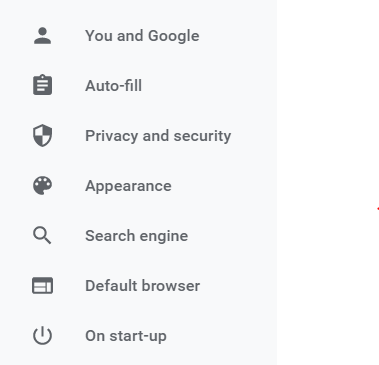 You and Google
Auto-fill
Privacy and security
Appearance
Search engine
Default browser
On start-up